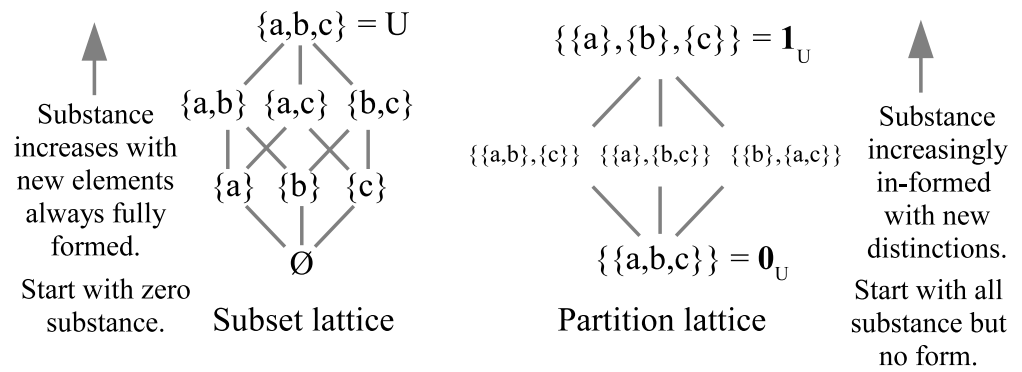 {a,b,c} = U
{a,b} {a,c} {b,c}
{a} {b} {c}
Ø
Subset lattice
Substance
increases with
new elements
always fully
formed.
Start with zero
substance.
{{a},{b},{c}} = 1U
{{a,b},{c}} {{a},{b,c}} {{b},{a,c}}
{{a,b,c}} = 0U
Partition lattice
Substance
increasingly
in-formed
with new
distinctions.
Start with all
substance but
no form.